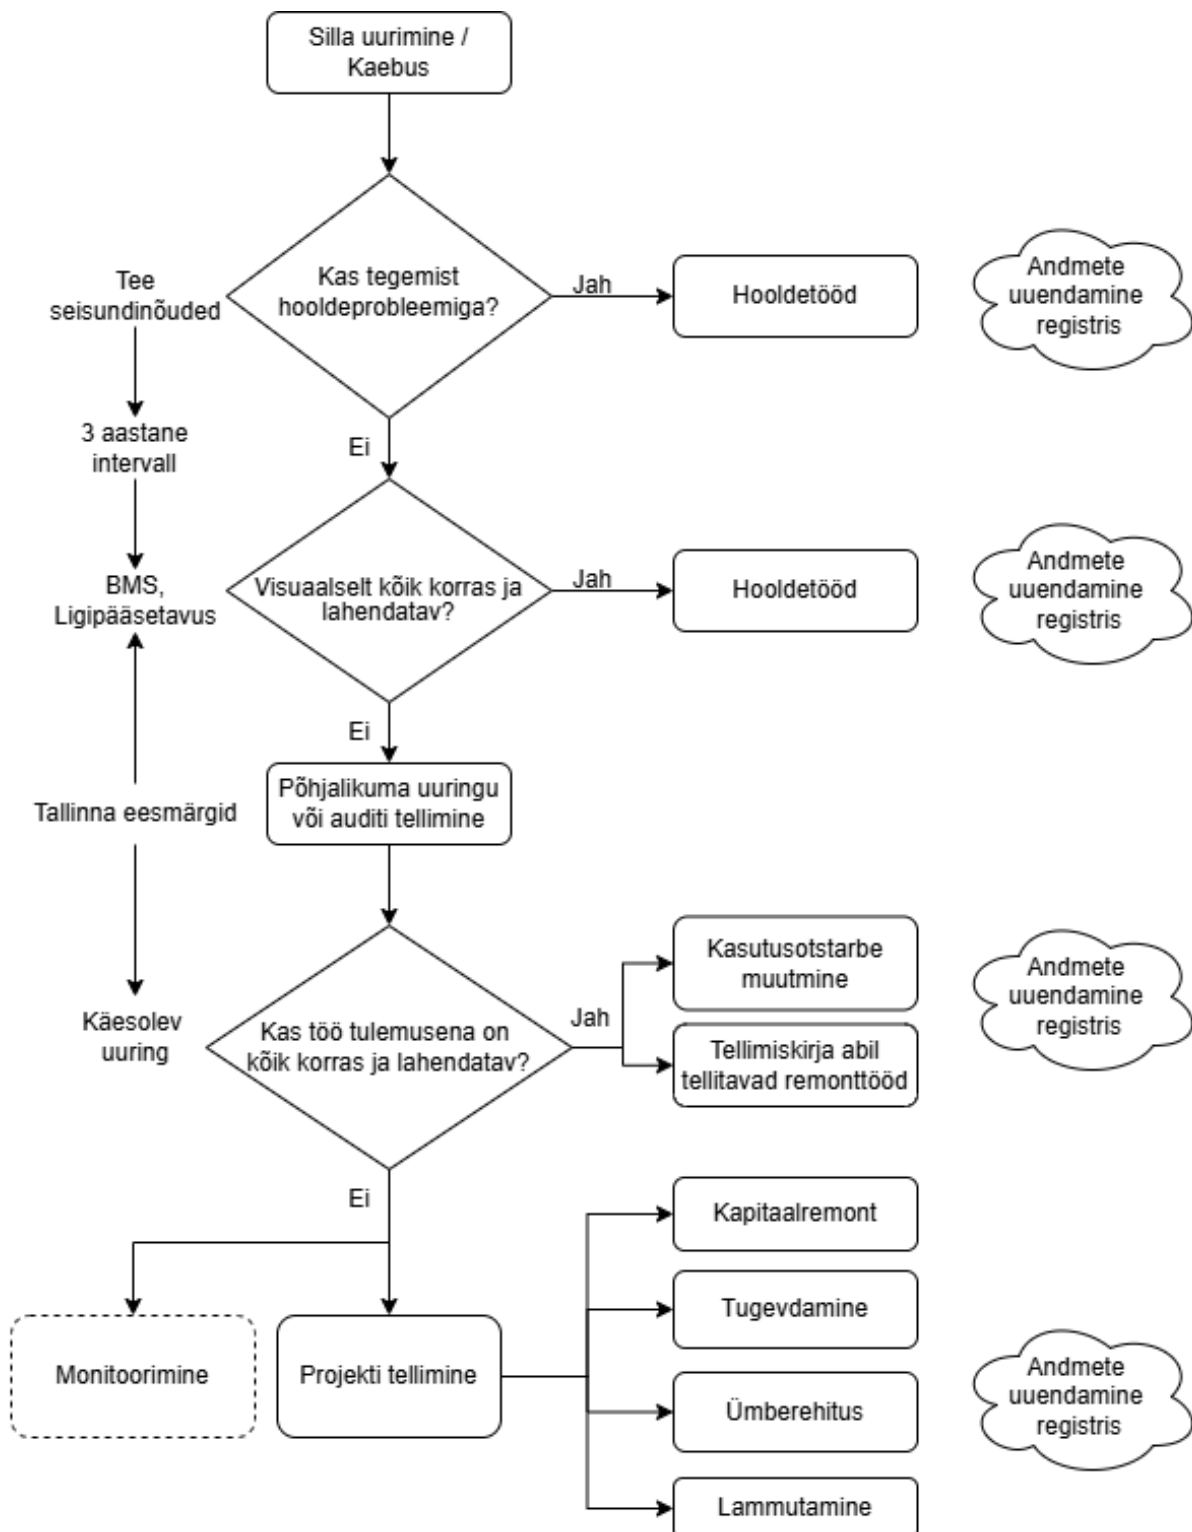 Silla uurimine /
Kaebus
Tee
seisundinõuded
Kas tegemist
hooldeprobleemiga?
Jah
Hooldetööd
Andmete
uuendamine
registris
3 aastane
intervall
Ei
BMS,
Ligipääsetavus
Visuaalselt kõik korras ja
lahendatav?
Jah
Hooldetööd
Andmete
uuendamine
registris
Ei
Põhjalikuma uuringu
või auditi tellimine
Tallinna eesmärgid
Käesolev
uuring
Kas töö tulemusena on
kõik korras ja lahendatav?
Jah
Kasutusotstarbe
muutmine
Tellimiskirja abil
tellitavad remonttööd
Andmete
uuendamine
registris
Ei
Monitoorimine
Projekti tellimine
Kapitaalremont
Tugevdamine
Ümberehitus
Lammutamine
Andmete
uuendamine
registris